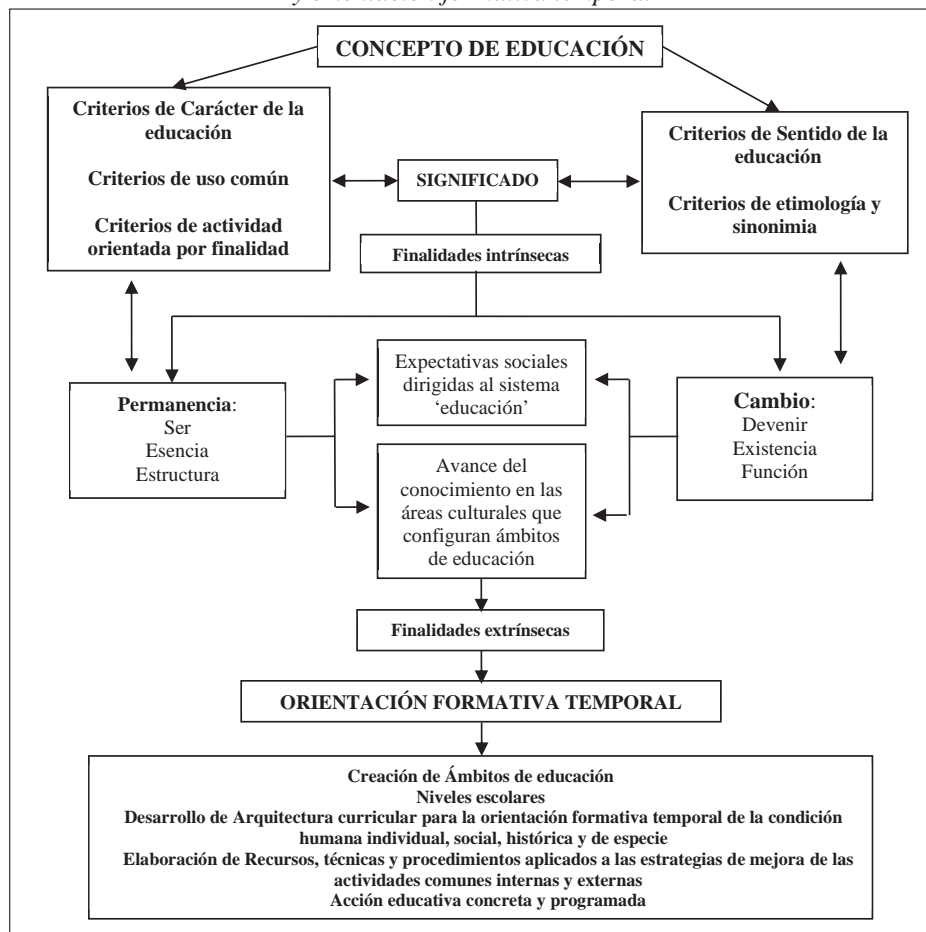 y orientación formativa temporal
CONCEPTO DE EDUCACIÓN
Criterios de Carácter de la
educación
Criterios de uso común
Criterios de actividad
orientada por finalidad
SIGNIFICADO
Criterios de Sentido de la
educación
Criterios de etimología y
sinonimia
Finalidades intrínsecas
Permanencia:
Ser
Esencia
Estructura
Expectativas sociales
dirigidas al sistema
‘educación’
Avance del
conocimiento en las
áreas culturales que
configuran ámbitos
de educación
Cambio:
Devenir
Existencia
Función
Finalidades extrínsecas
ORIENTACIÓN FORMATIVA TEMPORAL
Creación de Ámbitos de educación
Niveles escolares
Desarrollo de Arquitectura curricular para la orientación formativa temporal de la condición
humana individual, social, histórica y de especie
Elaboración de Recursos, técnicas y procedimientos aplicados a las estrategias de mejora de las
actividades comunes internas y externas
Acción educativa concreta y programada